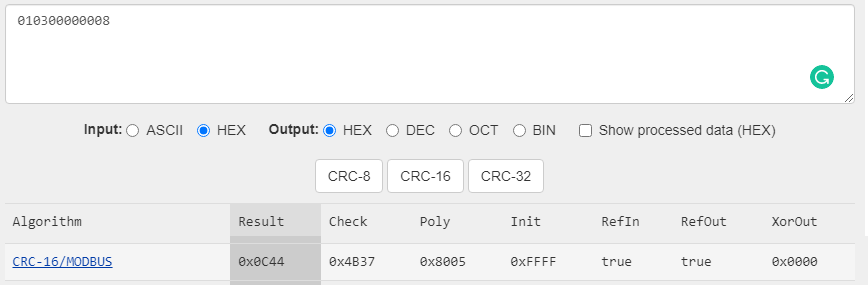 010300000008
Input: ASCII HEX Output: HEX DEC OCT BIN Show processed data (HEX)
CRC-8 CRC-16 CRC-32
Algorithm Result Check Poly Init RefIn RefOut XorOut
CRC-16/MODBUS 0x0C44 0x4B37 0x8005 0xFFFF true true 0x0000